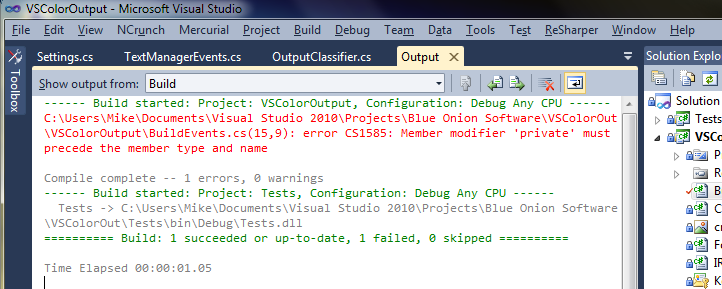 VSColorOutput - Microsoft Visual Studio
File Edit View NCrunch Mercurial Project Build Debug Team Data Tools Test ReSharper Window Help
Toolbox
Settings.cs TextManagerEvents.cs OutputClassifier.cs Output
Show output from: Build
------ Build started: Project: VSColorOutput, Configuration: Debug Any CPU ------
C:\Users\Mike\Documents\Visual Studio 2010\Projects\Blue Onion Software\VSColorOut
\VSColorOutput\BuildEvents.cs(15,9): error CS1585: Member modifier 'private' must
precede the member type and name
Compile complete -- 1 errors, 0 warnings
------ Build started: Project: Tests, Configuration: Debug Any CPU ------
Tests -> C:\Users\Mike\Documents\Visual Studio 2010\Projects\Blue Onion Software
\VSColorOut\Tests\bin\Debug\Tests.dll
========== Build: 1 succeeded or up-to-date, 1 failed, 0 skipped ==========
Time Elapsed 00:00:01.05
Solution Explo
Solution
Tests
VSCo
P
R
B
C
cr
Fo
IR
K